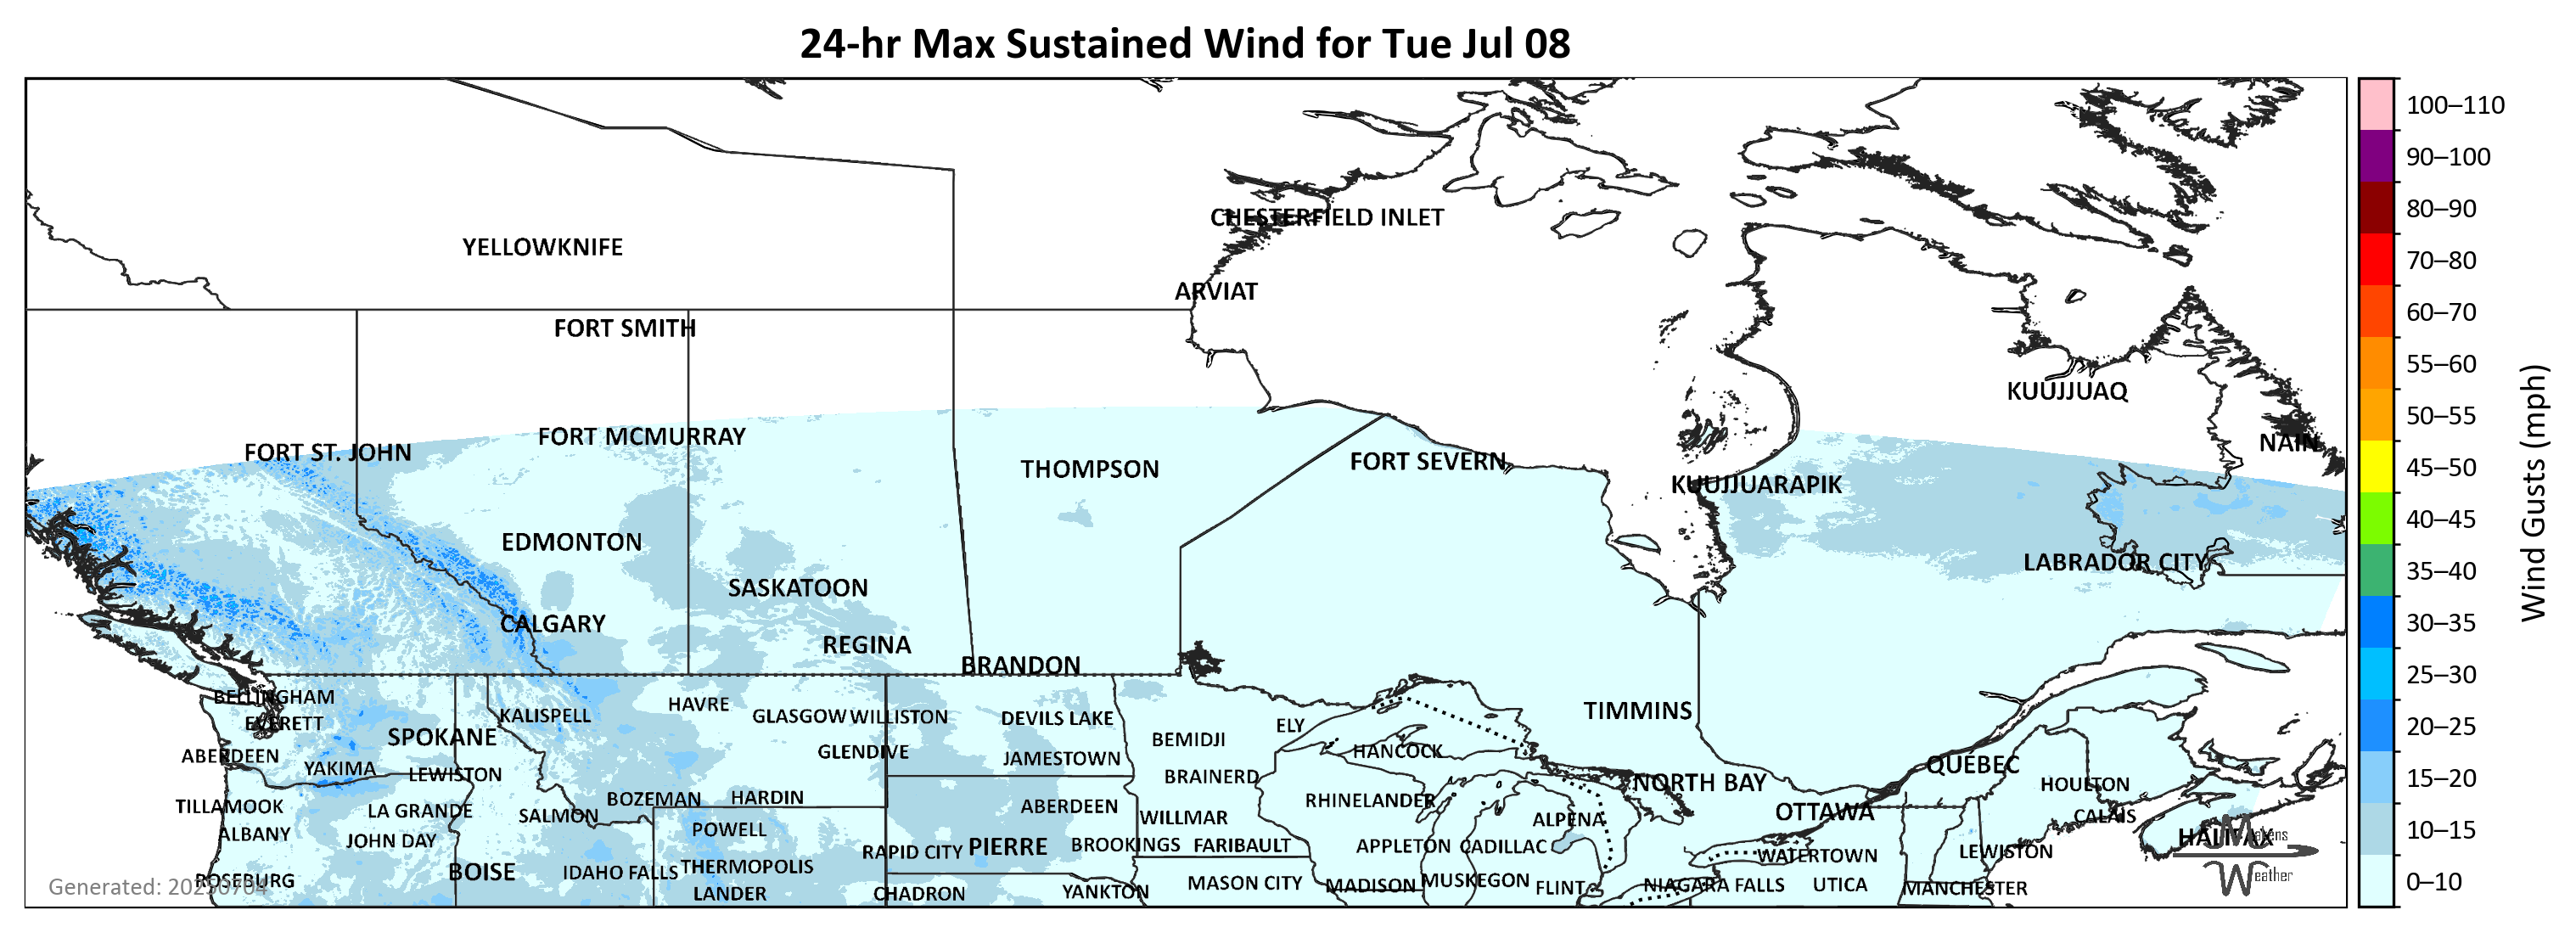 24-hr Max Sustained Wind for Tue Jul 08
100–110
90–100
80–90
70–80
60–70
55–60
50–55
45–50
40–45
35–40
30–35
25–30
20–25
15–20
10–15
0–10
Wind Gusts (mph)
CHESTERFIELD INLET
YELLOWKNIFE
ARVIAT
FORT SMITH
KUUJJUAQ
FORT MCMURRAY
NAIN
FORT ST. JOHN
FORT SEVERN
THOMPSON
KUUJJUARAPIK
EDMONTON
LABRADOR CITY
SASKATOON
CALGARY
REGINA
BRANDON
BELLINGHAM
HAVRE
TIMMINS
KALISPELL
GLASGOW
WILLISTON
DEVILS LAKE
EVERETT
ELY
SPOKANE
BEMIDJI
HANCOCK
GLENDIVE
ABERDEEN
JAMESTOWN
QUÉBEC
YAKIMA
LEWISTON
BRAINERD
NORTH BAY
HOULTON
BOZEMAN
HARDIN
RHINELANDER
TILLAMOOK
ABERDEEN
LA GRANDE
SALMON
OTTAWA
CALAIS
WILLMAR
ALPENA
POWELL
ALBANY
HALIFAX
JOHN DAY
PIERRE
BROOKINGS
FARIBAULT
APPLETON
CADILLAC
RAPID CITY
LEWISTON
WATERTOWN
THERMOPOLIS
BOISE
IDAHO FALLS
ROSEBURG
MUSKEGON
MASON CITY
MADISON
NIAGARA FALLS
UTICA
FLINT
MANCHESTER
YANKTON
LANDER
CHADRON
Generated: 20250704
Makens
Weather